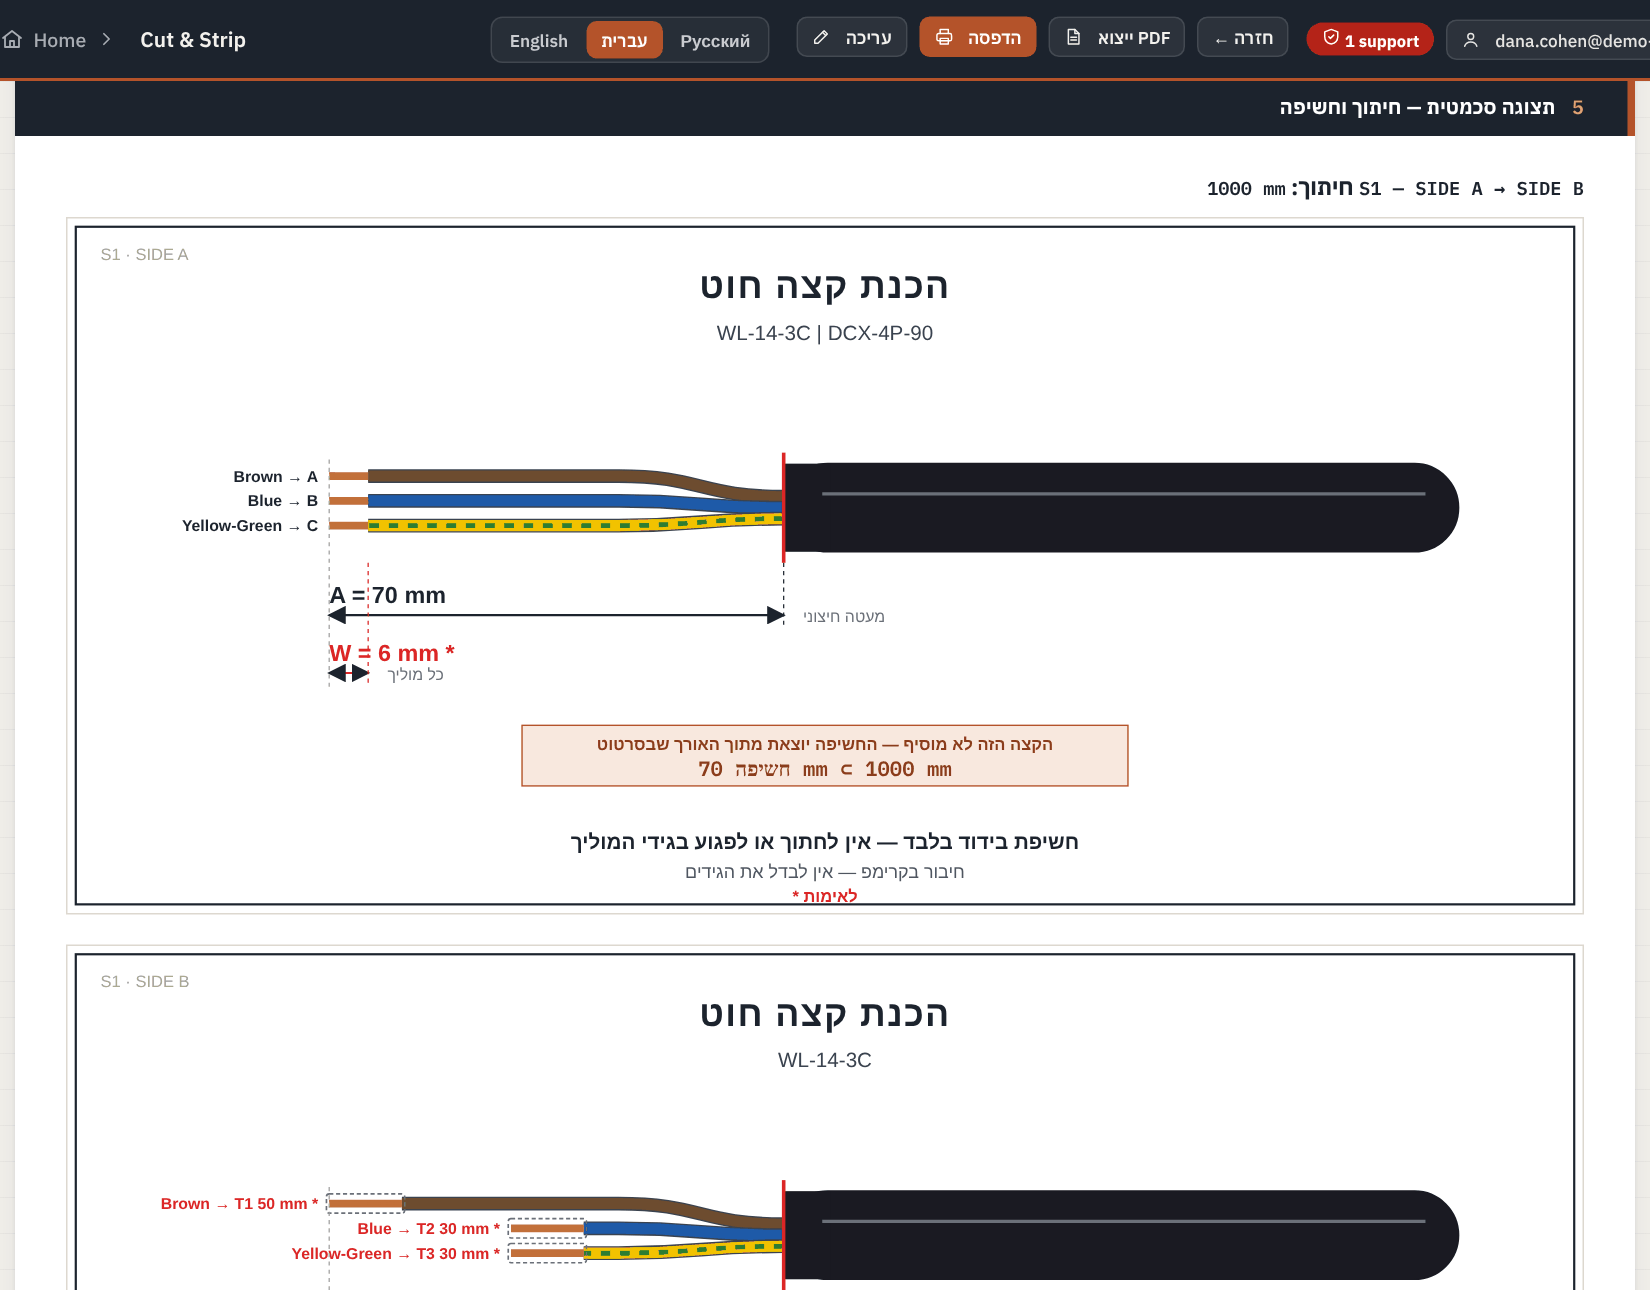 Home > Cut & Strip
English עברית Русский
עריכה
הדפסה
ייצוא PDF
חזרה ←
1 support
5 תצוגה סכמטית — חיתוך וחשיפה
S1 — SIDE A → SIDE B חיתוך: 1000 mm
S1 · SIDE A
הכנת קצה חוט
WL-14-3C | DCX-4P-90
Brown → A
Blue → B
Yellow-Green → C
A = 70 mm
מעטה חיצוני
W = 6 mm *
כל מוליך
הקצה הזה לא מוסיף — החשיפה יוצאת מתוך האורך שבסרטוט
70 חשיפה mm ⊂ 1000 mm
חשיפת בידוד בלבד — אין לחתוך או לפגוע בגידי המוליך
חיבור בקרימפ — אין לבדל את הגידים
* לאימות
S1 · SIDE B
הכנת קצה חוט
WL-14-3C
Brown → T1 50 mm *
Blue → T2 30 mm *
Yellow-Green → T3 30 mm *